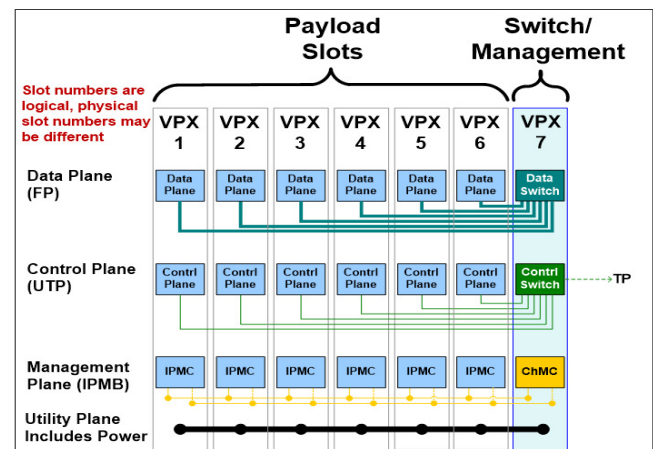 Payload
Slots
Switch/
Management
Slot numbers are
logical, physical
slot numbers may
be different
VPX
1
VPX
2
VPX
3
VPX
4
VPX
5
VPX
6
VPX
7
Data Plane
(FP)
Data
Plane
Data
Plane
Data
Plane
Data
Plane
Data
Plane
Data
Plane
Data
Switch
Control Plane
(UTP)
Contrl
Plane
Contrl
Plane
Contrl
Plane
Contrl
Plane
Contrl
Plane
Contrl
Plane
Contrl
Switch
TP
Management
Plane (IPMB)
IPMC
IPMC
IPMC
IPMC
IPMC
IPMC
ChMC
Utility Plane
Includes Power